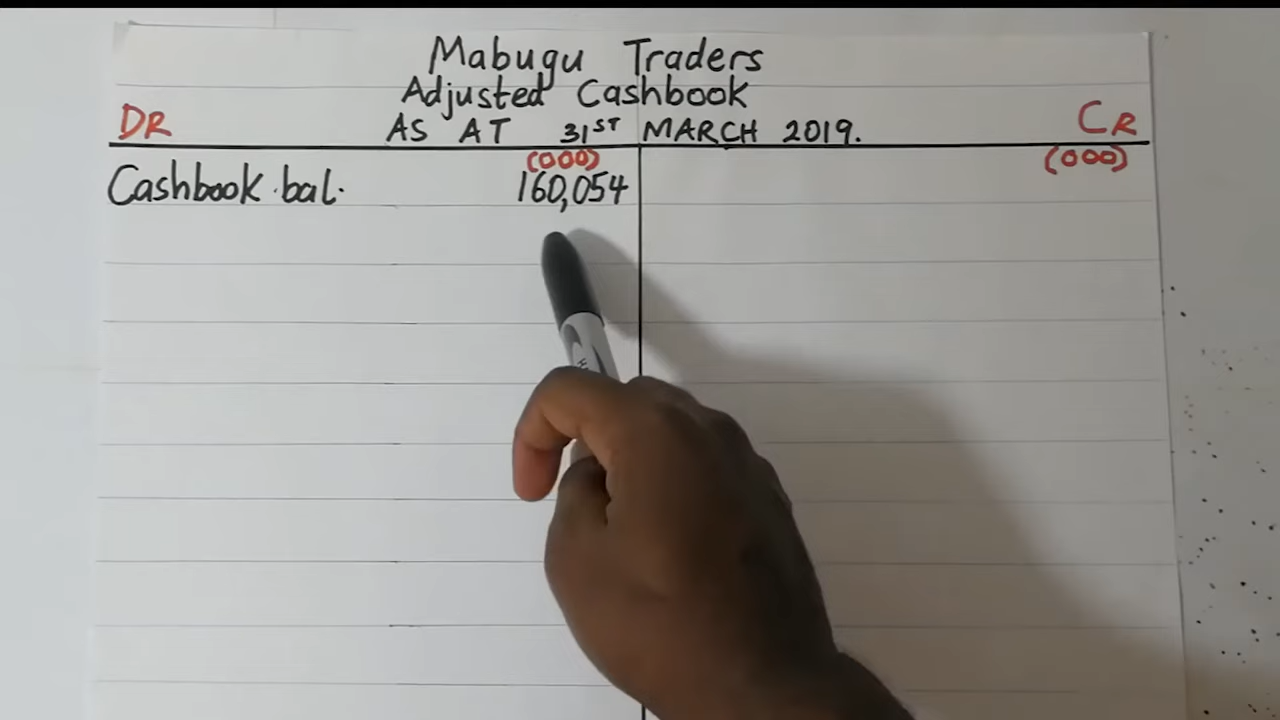 Mabugu Traders
Adjusted Cashbook
DR AS AT 31ST MARCH 2019. CR
(000) (000)
Cashbook bal. 160,054